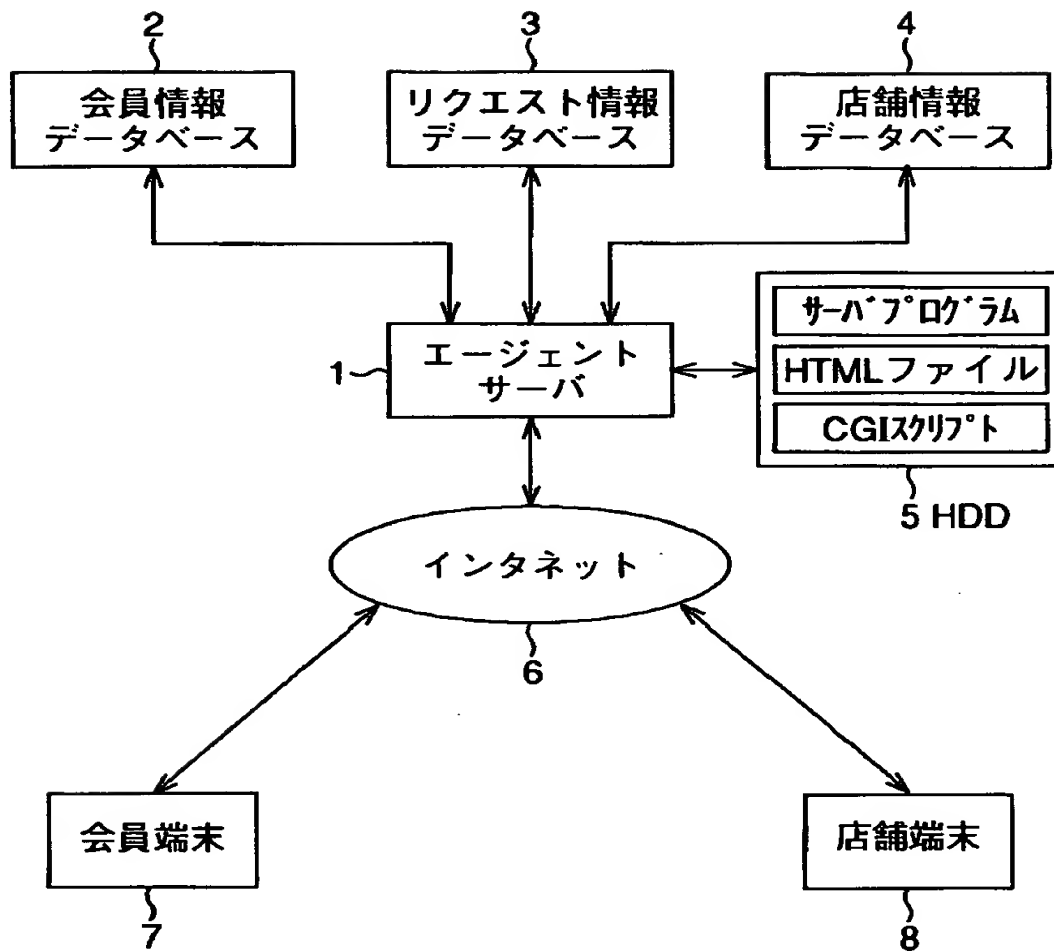 2
3
4
会員情報
データベース
リクエスト情報
データベース
店舗情報
データベース
1
エージェント
サーバ
ｻｰﾊﾞﾌﾟﾛｸﾞﾗﾑ
HTMLファイル
CGIｽｸﾘﾌﾟﾄ
5 HDD
インタネット
6
会員端末
店舗端末
7
8